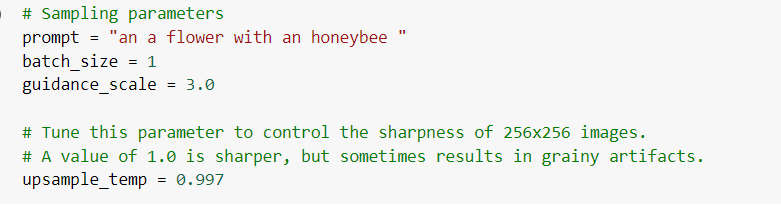 # Sampling parameters
prompt = "an a flower with an honeybee "
batch_size = 1
guidance_scale = 3.0
# Tune this parameter to control the sharpness of 256x256 images.
# A value of 1.0 is sharper, but sometimes results in grainy artifacts.
upsample_temp = 0.997